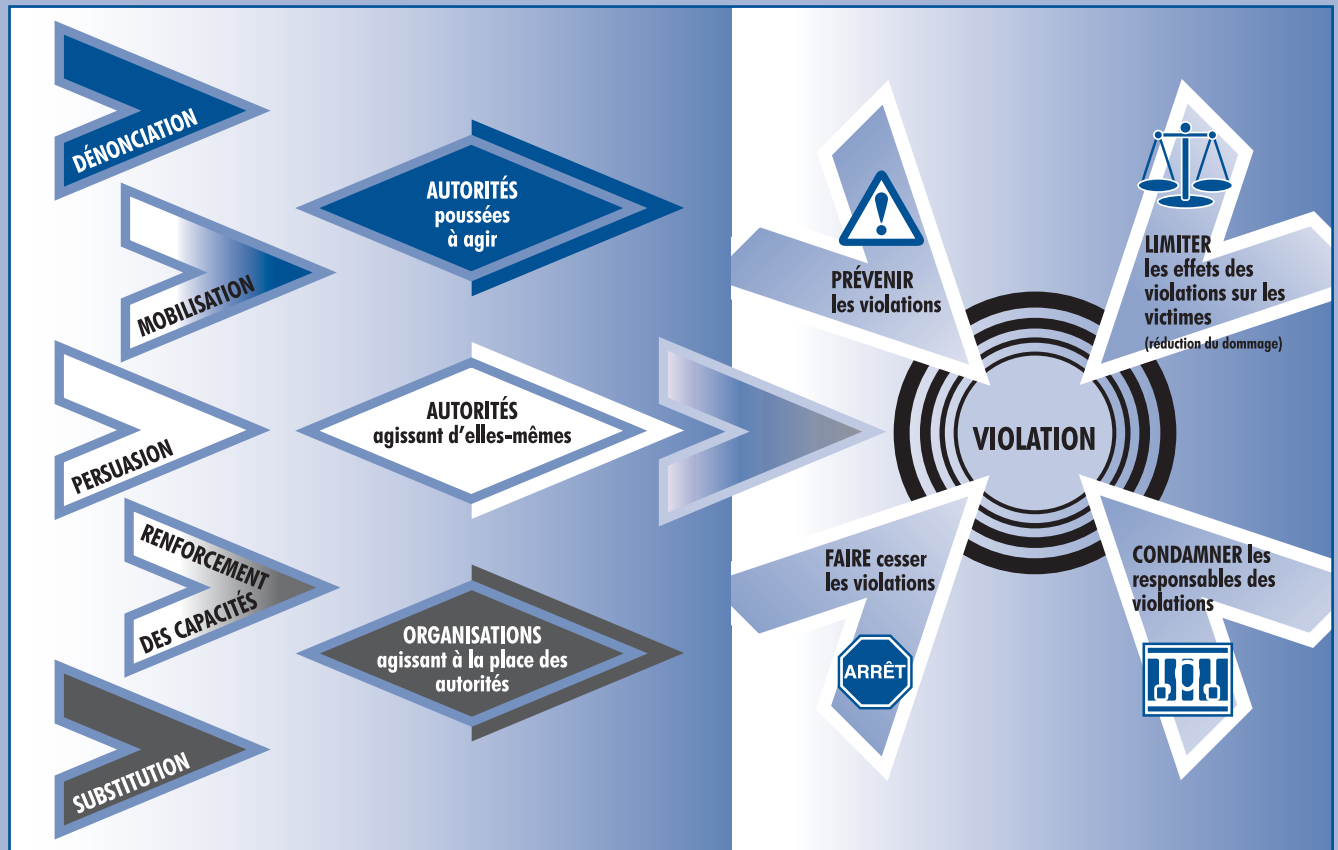 DÉNONCIATION
MOBILISATION
PERSUASION
RENFORCEMENT
DES CAPACITÉS
SUBSTITUTION
AUTORITÉS
poussées
à agir
AUTORITÉS
agissant d'elles-mêmes
ORGANISATIONS
agissant à la place des
autorités
PRÉVENIR
les violations
LIMITER
les effets des
violations sur les
victimes
(réduction du dommage)
VIOLATION
FAIRE cesser
les violations
ARRÊT
CONDAMNER les
responsables des
violations